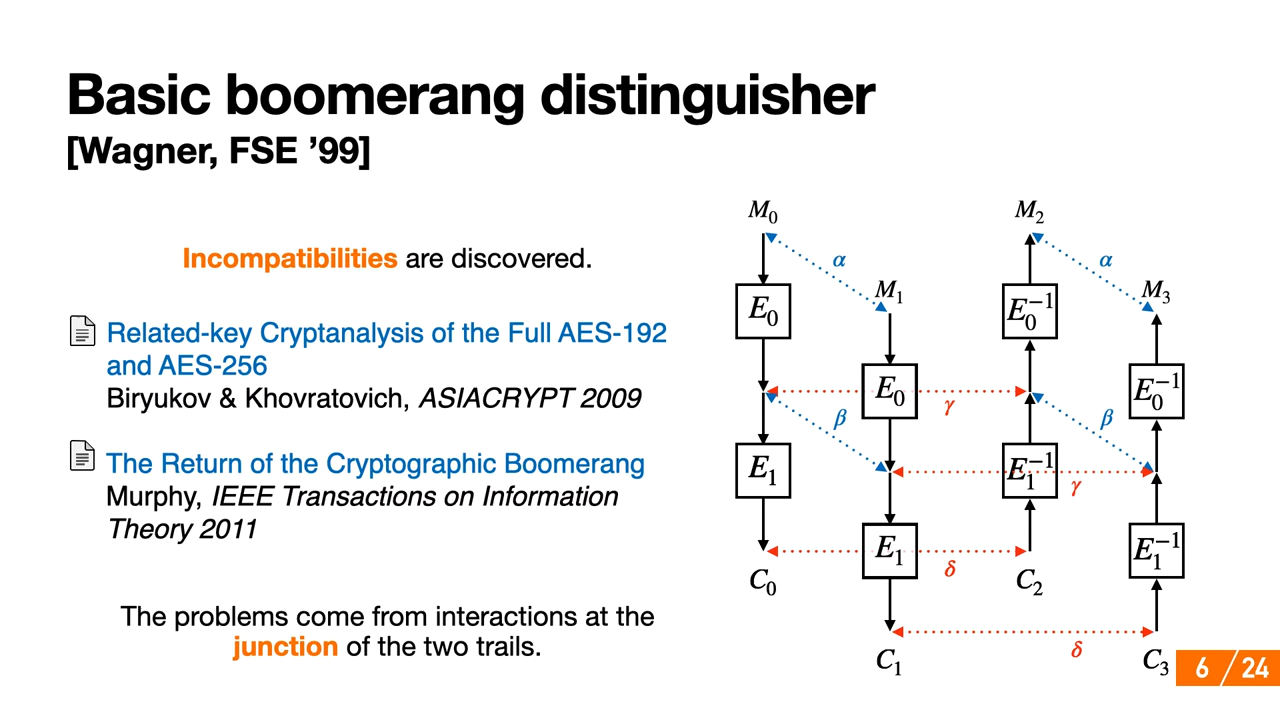 Basic boomerang distinguisher
[Wagner, FSE ’99]
Incompatibilities are discovered.
Related-key Cryptanalysis of the Full AES-192
and AES-256
Biryukov & Khovratovich, ASIACRYPT 2009
The Return of the Cryptographic Boomerang
Murphy, IEEE Transactions on Information
Theory 2011
The problems come from interactions at the
junction of the two trails.
M₀
M₂
α
α
M₁
M₃
E₀
E₀⁻¹
E₀
E₀⁻¹
γ
β
β
E₁
E₁⁻¹
γ
E₁
E₁⁻¹
δ
C₀
C₂
δ
C₁
C₃
6 / 24